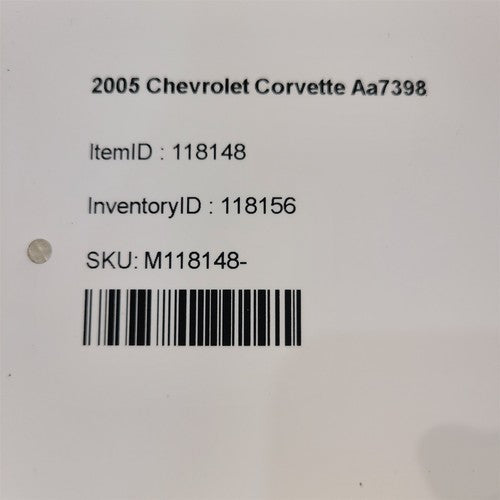 2005 Chevrolet Corvette Aa7398
ItemID : 118148
InventoryID : 118156
SKU: M118148-